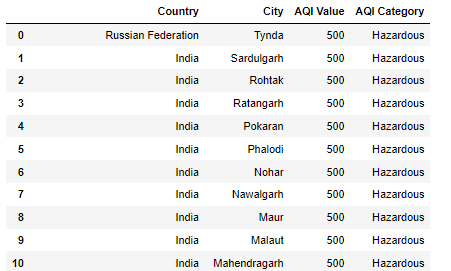 Country City AQI Value AQI Category
0 Russian Federation Tynda 500 Hazardous
1 India Sardulgarh 500 Hazardous
2 India Rohtak 500 Hazardous
3 India Ratangarh 500 Hazardous
4 India Pokaran 500 Hazardous
5 India Phalodi 500 Hazardous
6 India Nohar 500 Hazardous
7 India Nawalgarh 500 Hazardous
8 India Maur 500 Hazardous
9 India Malaut 500 Hazardous
10 India Mahendragarh 500 Hazardous